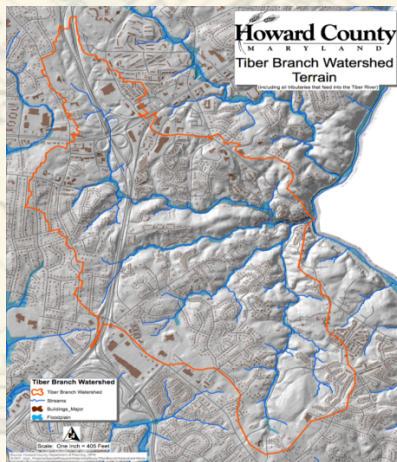 Howard County
MARYLAND
Tiber Branch Watershed
Terrain
(including all tributaries that feed into the Tiber River)
Tiber Branch Watershed
Tiber Branch Watershed
Streams
Buildings_Major
Floodplain
Scale: One Inch = 405 Feet